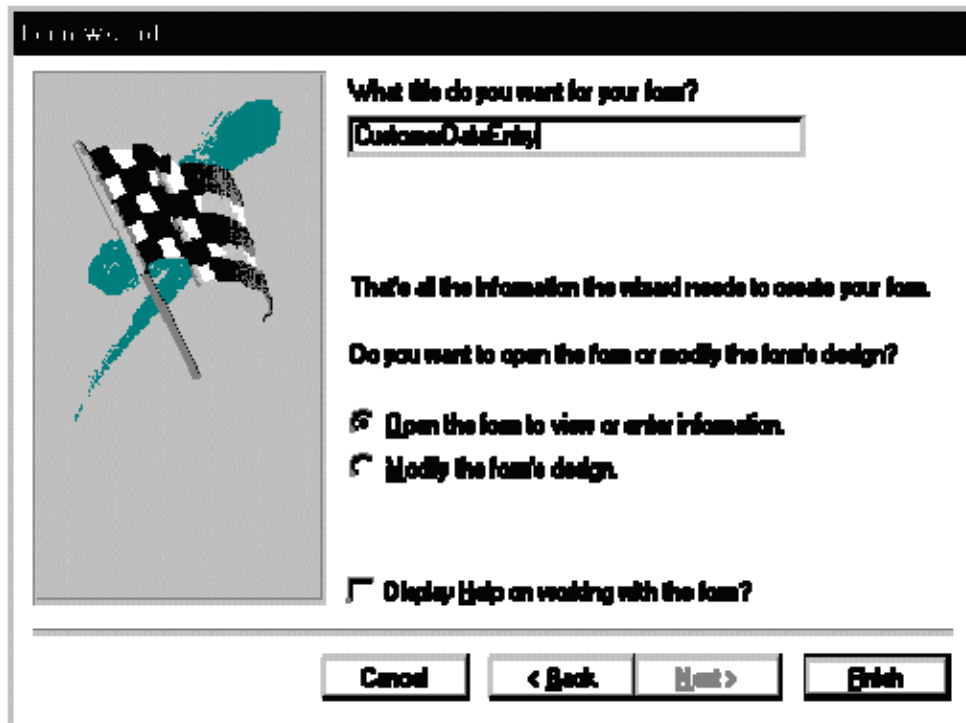 Form Wizard
What title do you want for your form?
CustomerDataEntry
That's all the information the wizard needs to create your form.
Do you want to open the form or modify the form's design?
Open the form to view or enter information.
Modify the form's design.
Display Help on working with the form?
Cancel
< Back
Next >
Finish